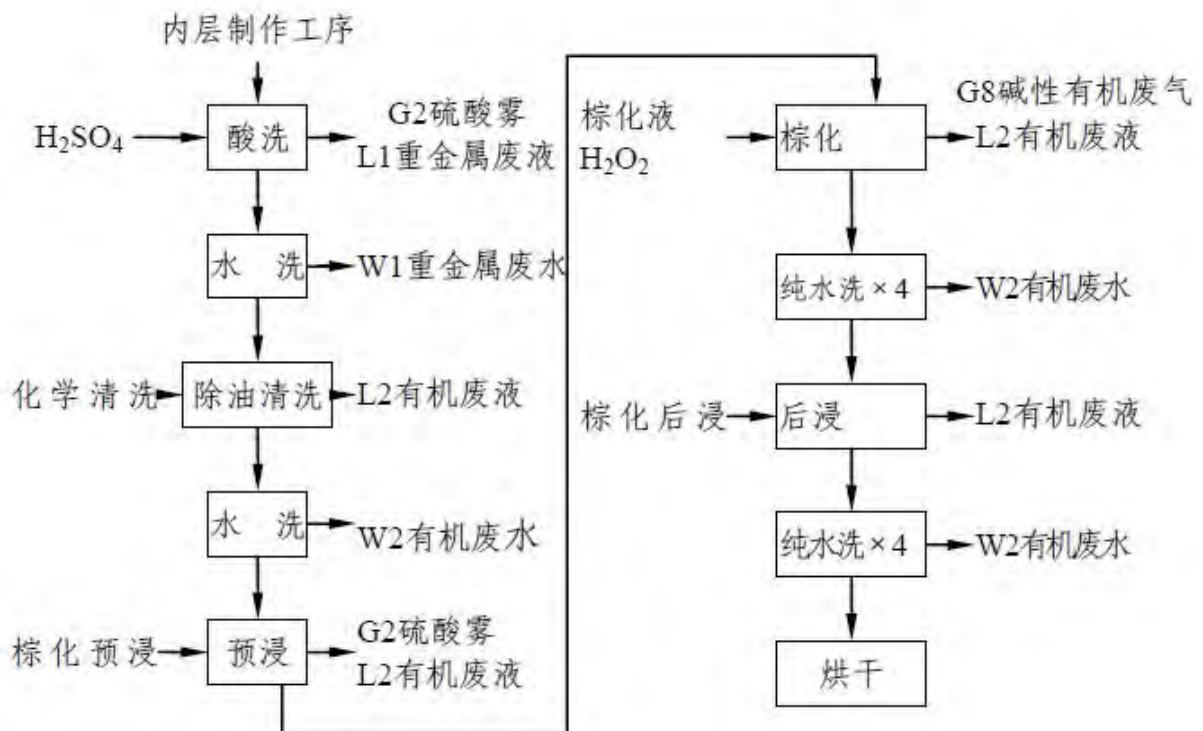 内层制作工序
H₂SO₄
酸洗
G2硫酸雾
L1重金属废液
水 洗
W1重金属废水
化学清洗
除油清洗
L2有机废液
水 洗
W2有机废水
棕化预浸
预浸
G2硫酸雾
L2有机废液
棕化液
H₂O₂
棕化
G8碱性有机废气
L2有机废液
纯水洗×4
W2有机废水
棕化后浸
后浸
L2有机废液
纯水洗×4
W2有机废水
烘干